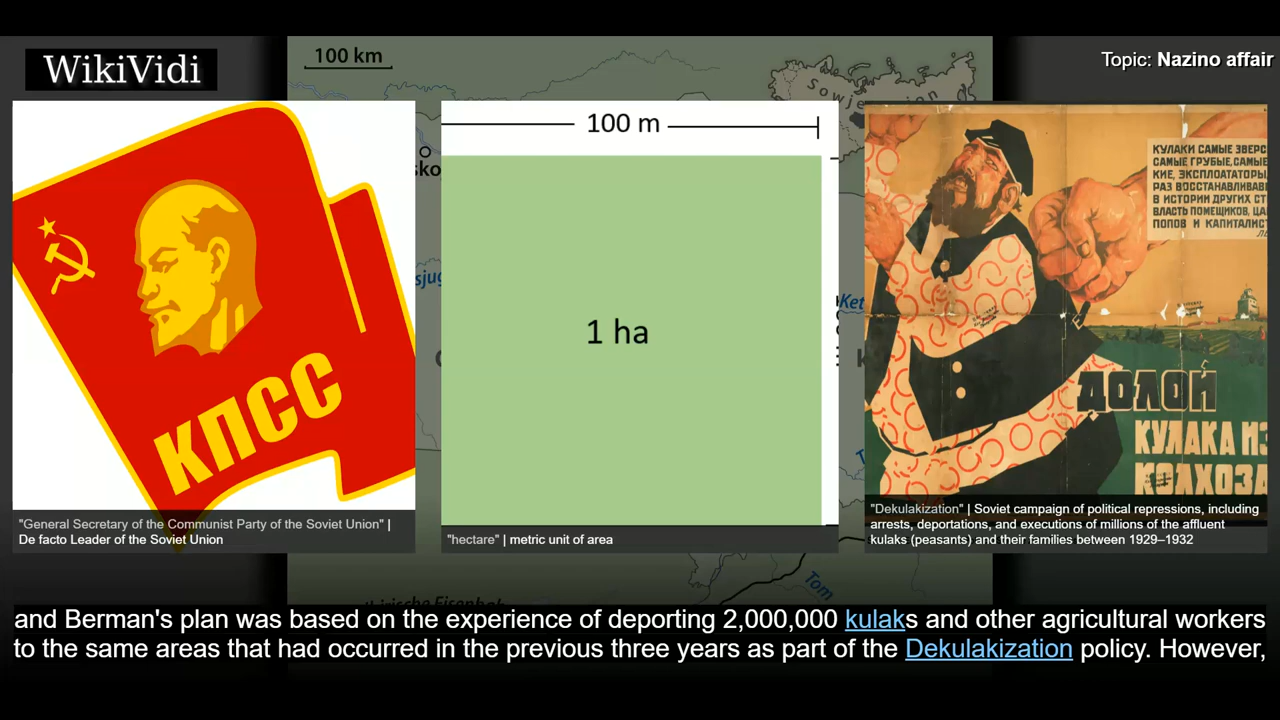 100 km
WikiVidi
Topic: Nazino affair
Sowje
100 m
sko
КУЛАКИ САМЫЕ ЗВЕРС
САМЫЕ ГРУБЫЕ, САМЫЕ
КИЕ, ЭКСПЛОАТАТОРЫ
РАЗ ВОССТАНАВЛИВАВ
В ИСТОРИИ ДРУГИХ СТ
ВЛАСТЬ ПОМЕЩИКОВ, ЦА
ПОПОВ И КАПИТАЛИСТ
sjug
Ket
1 ha
КПСС
ДОЛОЙ
КУЛАКА ИЗ
КОЛХОЗА
"General Secretary of the Communist Party of the Soviet Union" |
De facto Leader of the Soviet Union
"hectare" | metric unit of area
"Dekulakization" | Soviet campaign of political repressions, including
arrests, deportations, and executions of millions of the affluent
kulaks (peasants) and their families between 1929–1932
Tom
and Berman's plan was based on the experience of deporting 2,000,000 kulaks and other agricultural workers
to the same areas that had occurred in the previous three years as part of the Dekulakization policy. However,